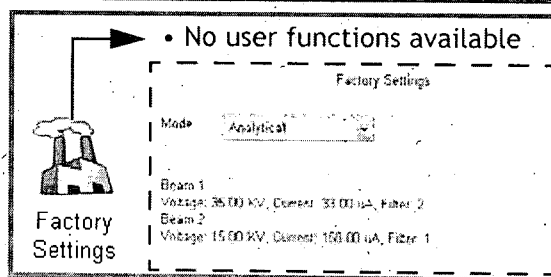 • No user functions available
Factory Settings
Mode Analytical
Beam 1
Voltage: 35.00 kV, Current: 33.00 uA, Filter: 2
Beam 2
Voltage: 15.00 kV, Current: 150.00 uA, Filter: 1
Factory
Settings